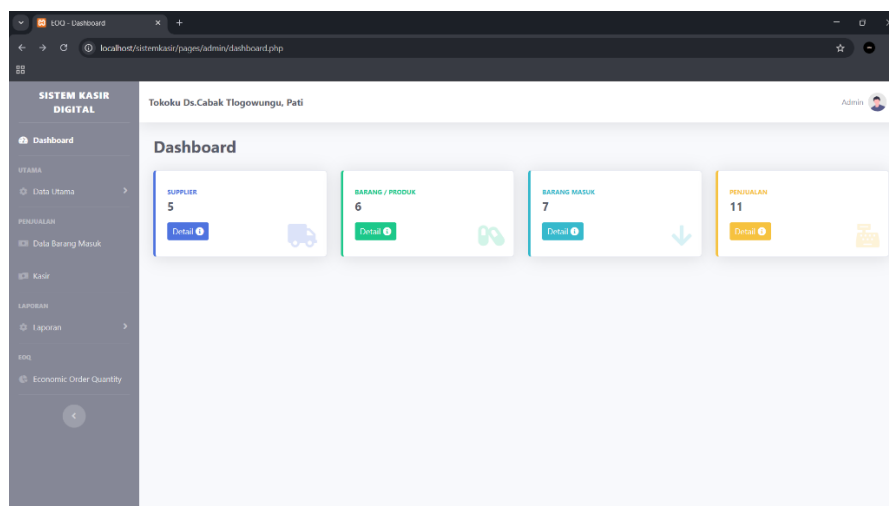 EOQ - Dashboard
localhost/sistemkasir/pages/admin/dashboard.php
SISTEM KASIR
DIGITAL
Dashboard
UTAMA
Data Utama
PENJUALAN
Data Barang Masuk
Kasir
LAPORAN
Laporan
EOQ
Economic Order Quantity
Tokoku Ds.Cabak Tlogowungu, Pati
Admin
Dashboard
SUPPLIER
5
Detail
BARANG / PRODUK
6
Detail
BARANG MASUK
7
Detail
PENJUALAN
11
Detail